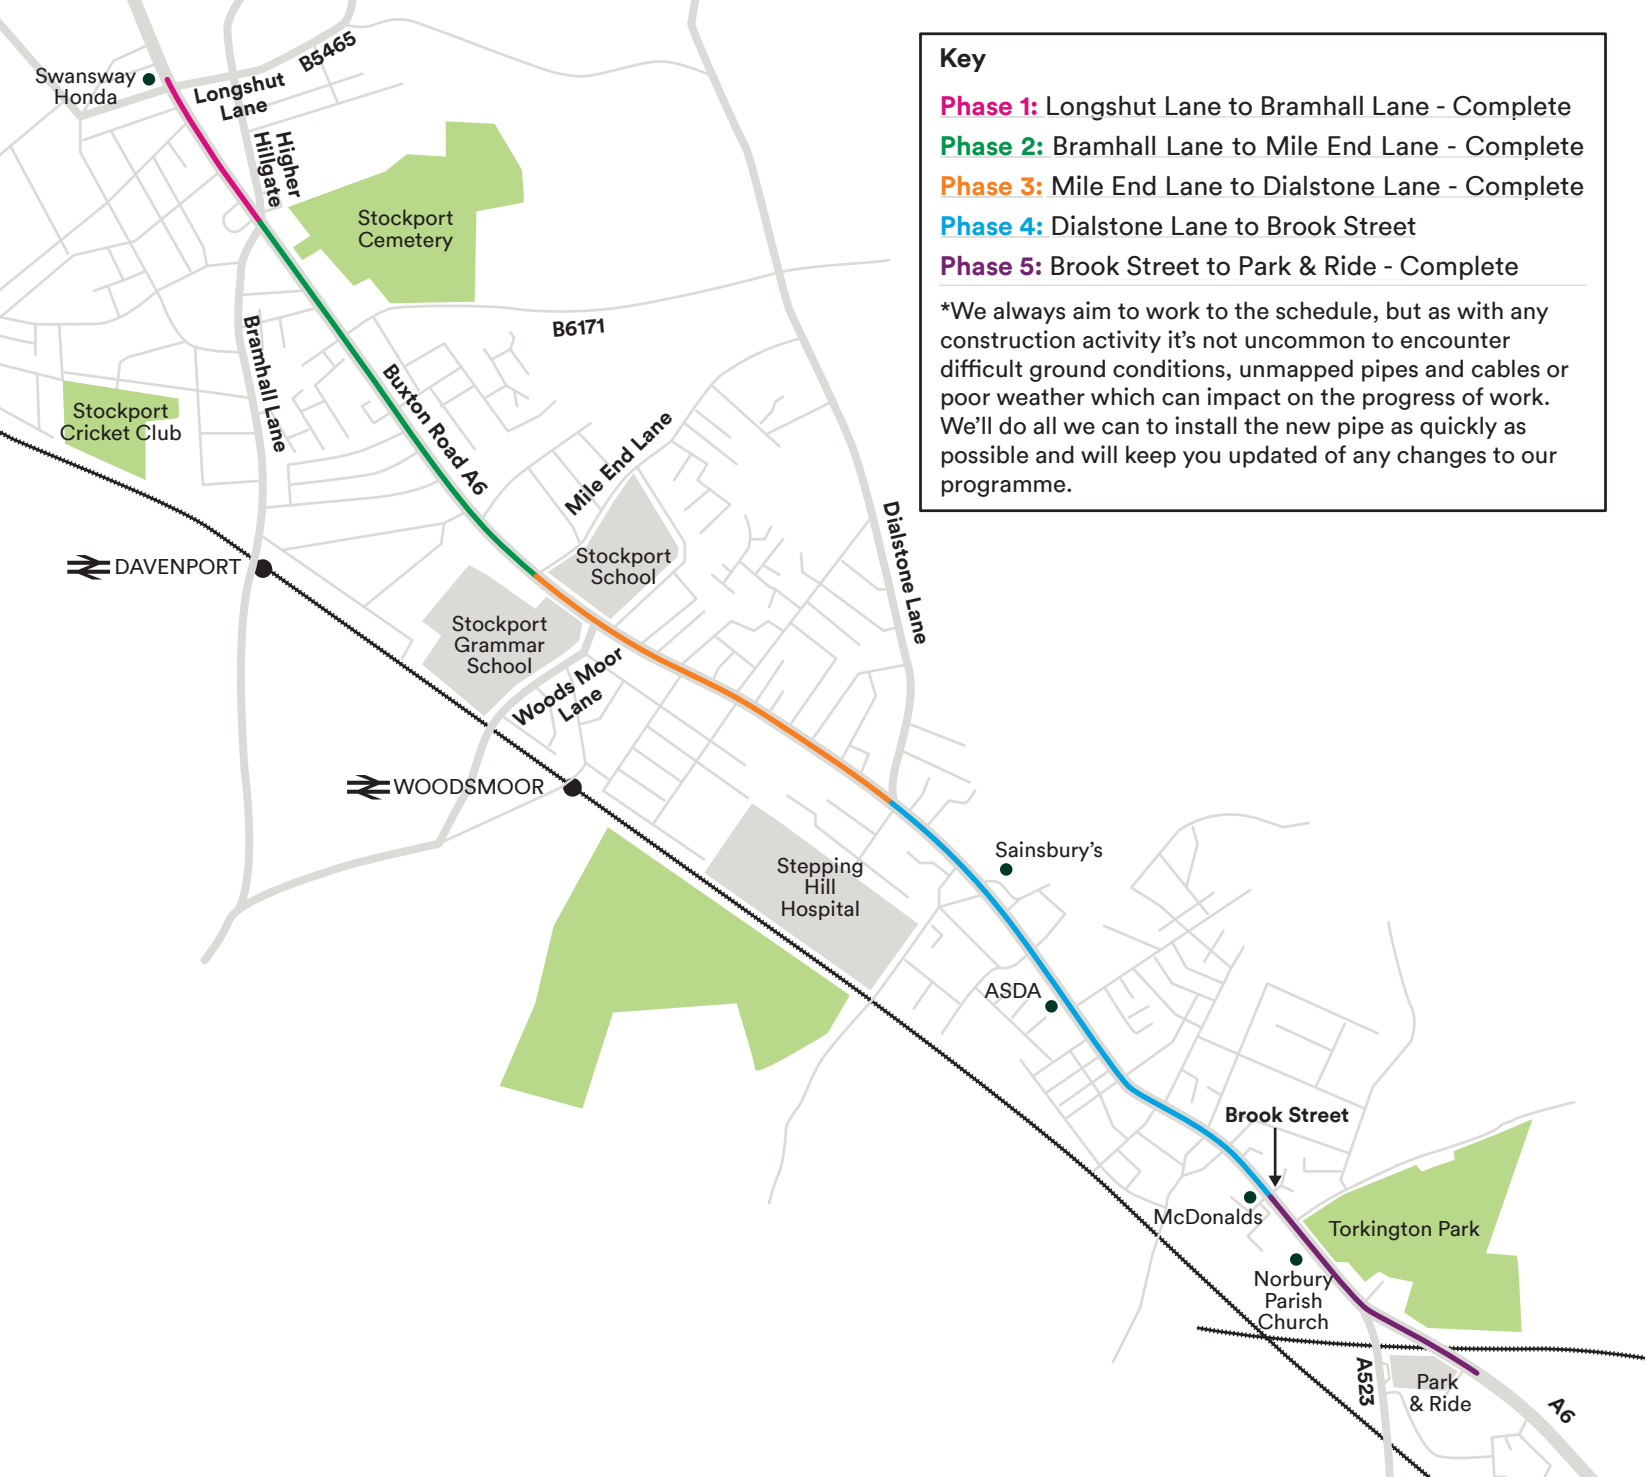 Key
Phase 1: Longshut Lane to Bramhall Lane - Complete
Phase 2: Bramhall Lane to Mile End Lane - Complete
Phase 3: Mile End Lane to Dialstone Lane - Complete
Phase 4: Dialstone Lane to Brook Street
Phase 5: Brook Street to Park & Ride - Complete
*We always aim to work to the schedule, but as with any
construction activity it’s not uncommon to encounter
difficult ground conditions, unmapped pipes and cables or
poor weather which can impact on the progress of work.
We’ll do all we can to install the new pipe as quickly as
possible and will keep you updated of any changes to our
programme.
B5465
Swansway
Honda
Longshut
Lane
Higher
Hillgate
Stockport
Cemetery
B6171
Bramhall Lane
Buxton Road A6
Stockport
Cricket Club
Mile End Lane
Dialstone Lane
DAVENPORT
Stockport
School
Stockport
Grammar
School
Woods Moor
Lane
WOODSMOOR
Stepping
Hill
Hospital
Sainsbury’s
ASDA
Brook Street
McDonalds
Torkington Park
Norbury
Parish
Church
A523
Park
& Ride
A6